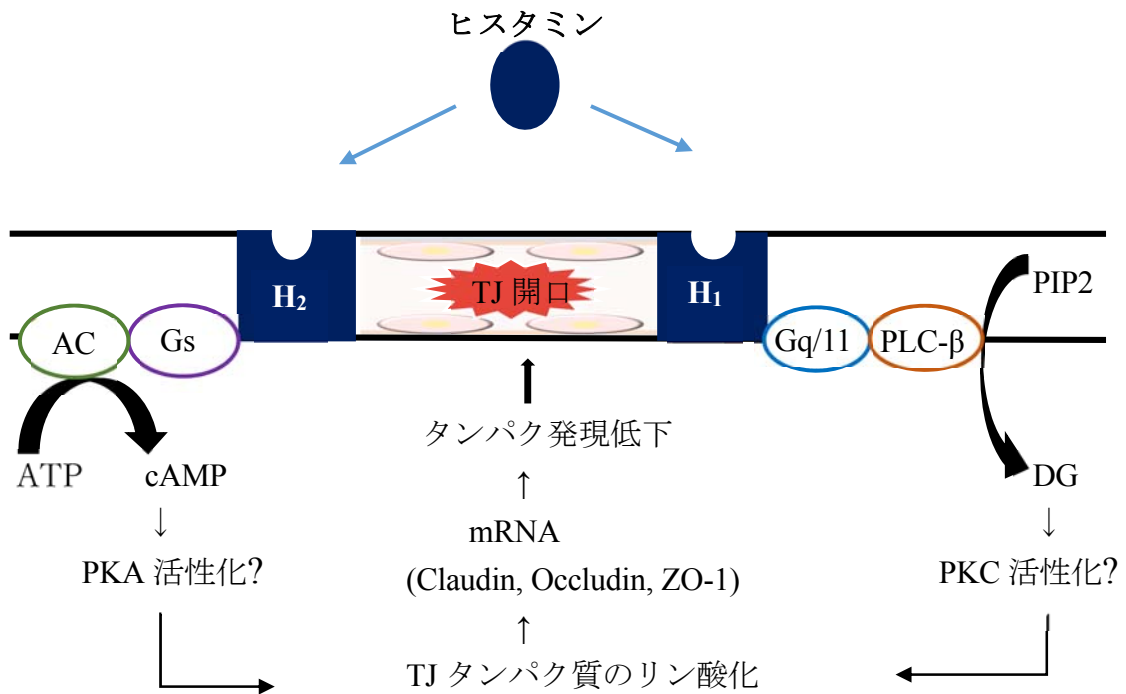 ヒスタミン
H2
TJ 開口
H1
PIP2
AC
Gs
Gq/11
PLC-β
タンパク発現低下
ATP
cAMP
DG
↑
↓
↓
mRNA
PKA 活性化?
(Claudin, Occludin, ZO-1)
PKC 活性化?
↑
TJ タンパク質のリン酸化